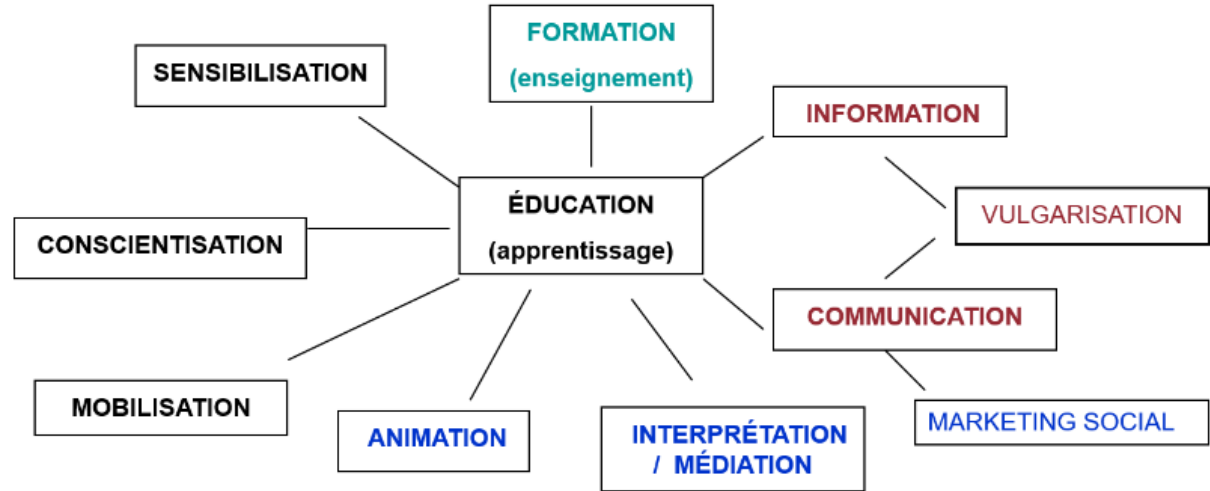 FORMATION
(enseignement)
SENSIBILISATION
INFORMATION
ÉDUCATION
(apprentissage)
VULGARISATION
CONSCIENTISATION
COMMUNICATION
MOBILISATION
ANIMATION
INTERPRÉTATION
/ MÉDIATION
MARKETING SOCIAL